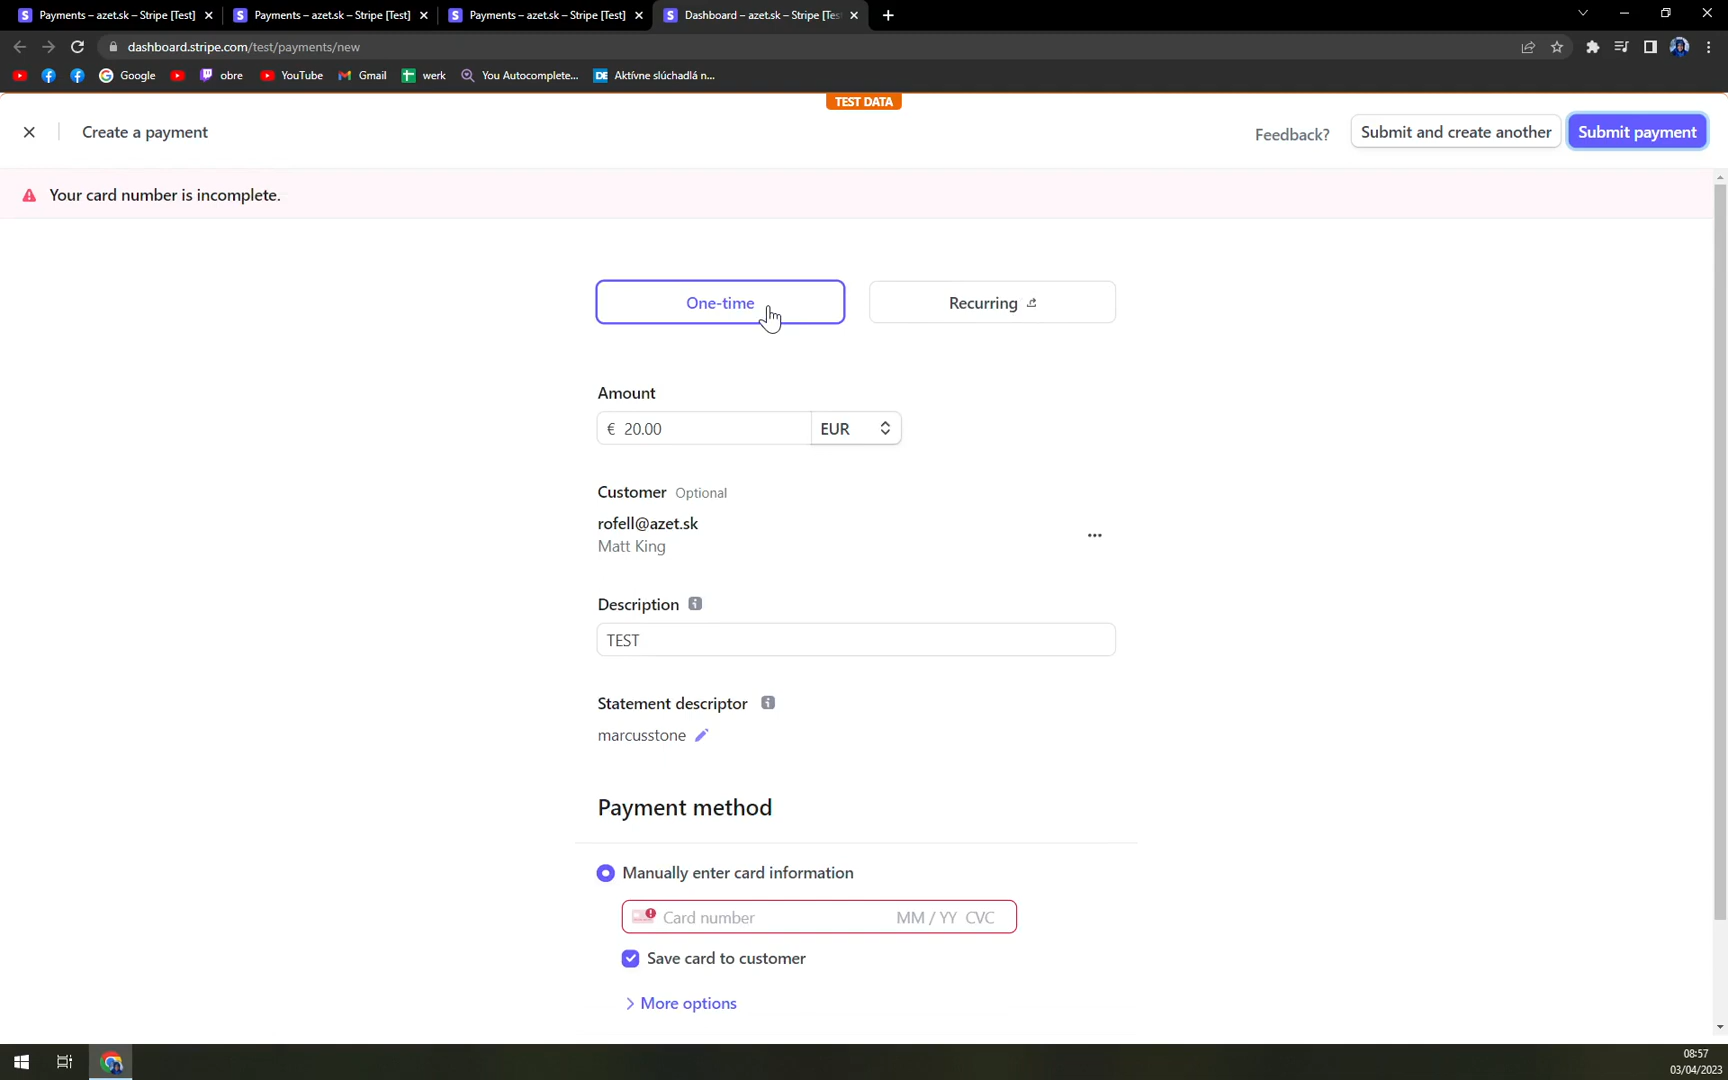 Payments – azet.sk – Stripe [Test]
Payments – azet.sk – Stripe [Test]
Payments – azet.sk – Stripe [Test]
Dashboard – azet.sk – Stripe [Tes
dashboard.stripe.com/test/payments/new
Google
obre
YouTube
Gmail
werk
You Autocomplete...
DE Aktívne slúchadlá n...
TEST DATA
Create a payment
Feedback?
Submit and create another
Submit payment
Your card number is incomplete.
One-time
Recurring
Amount
€ 20.00
EUR
Customer Optional
rofell@azet.sk
Matt King
Description
TEST
Statement descriptor
marcusstone
Payment method
Manually enter card information
Card number MM / YY CVC
Save card to customer
More options
08:57
03/04/2023